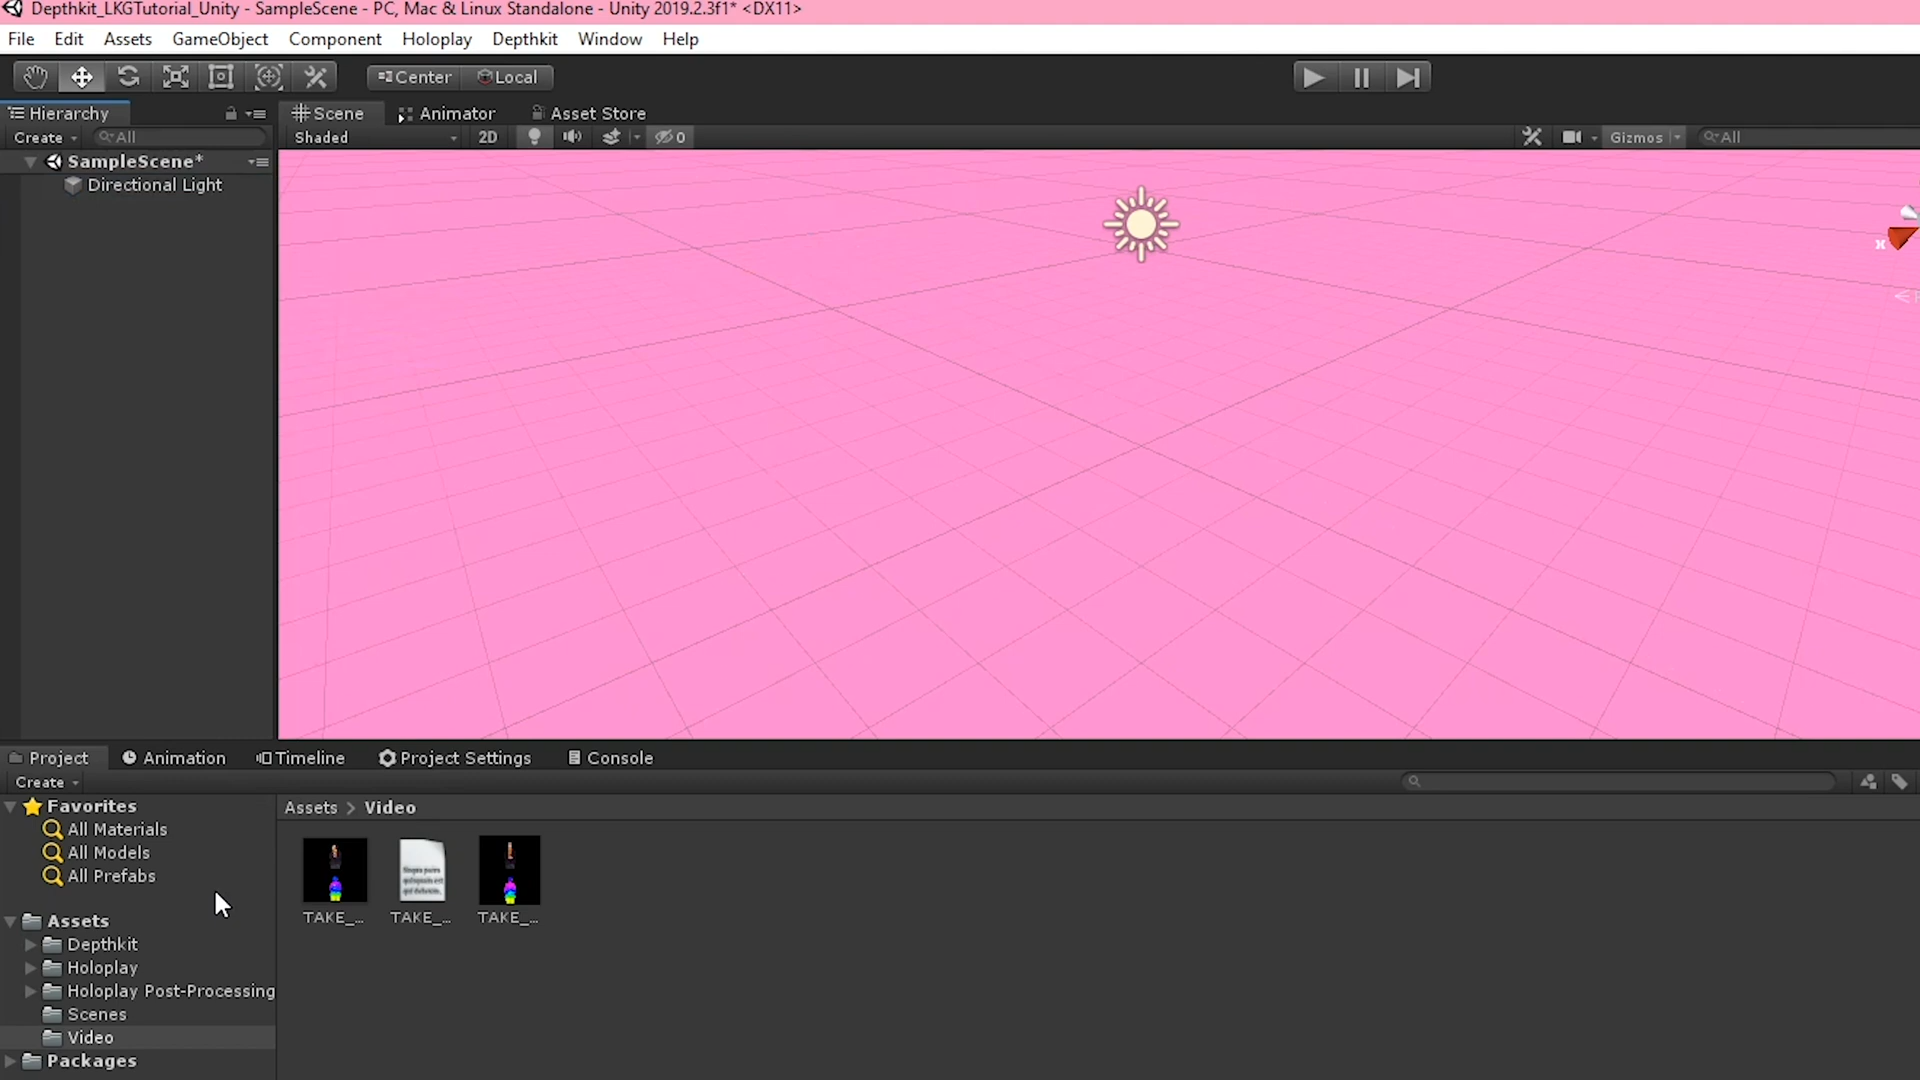 Depthkit_LKGTutorial_Unity - SampleScene - PC, Mac & Linux Standalone - Unity 2019.2.3f1* <DX11>
File Edit Assets GameObject Component Holoplay Depthkit Window Help
Center Local
Hierarchy Scene Animator Asset Store
Create All Shaded 2D 0 Gizmos All
SampleScene*
Directional Light
x
Project Animation Timeline Project Settings Console
Create
Favorites Assets > Video
All Materials
All Models
All Prefabs
TAKE_... TAKE_... TAKE_...
Assets
Depthkit
Holoplay
Holoplay Post-Processing
Scenes
Video
Packages